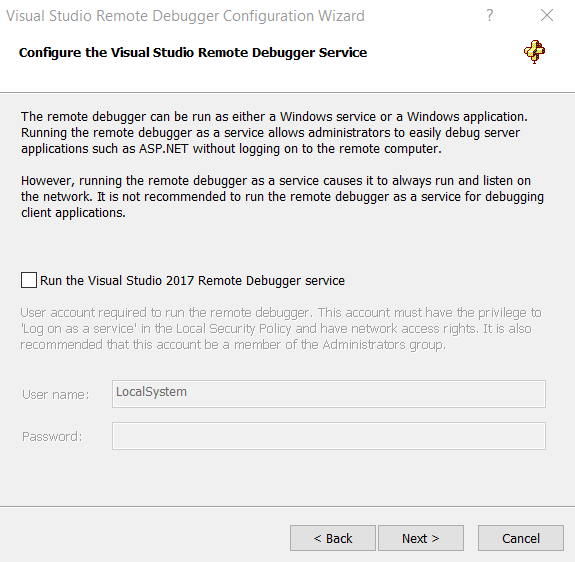 Visual Studio Remote Debugger Configuration Wizard ?
Configure the Visual Studio Remote Debugger Service
The remote debugger can be run as either a Windows service or a Windows application.
Running the remote debugger as a service allows administrators to easily debug server
applications such as ASP.NET without logging on to the remote computer.
However, running the remote debugger as a service causes it to always run and listen on
the network. It is not recommended to run the remote debugger as a service for debugging
client applications.
Run the Visual Studio 2017 Remote Debugger service
User account required to run the remote debugger. This account must have the privilege to
'Log on as a service' in the Local Security Policy and have network access rights. It is also
recommended that this account be a member of the Administrators group.
User name: LocalSystem
Password:
< Back Next > Cancel